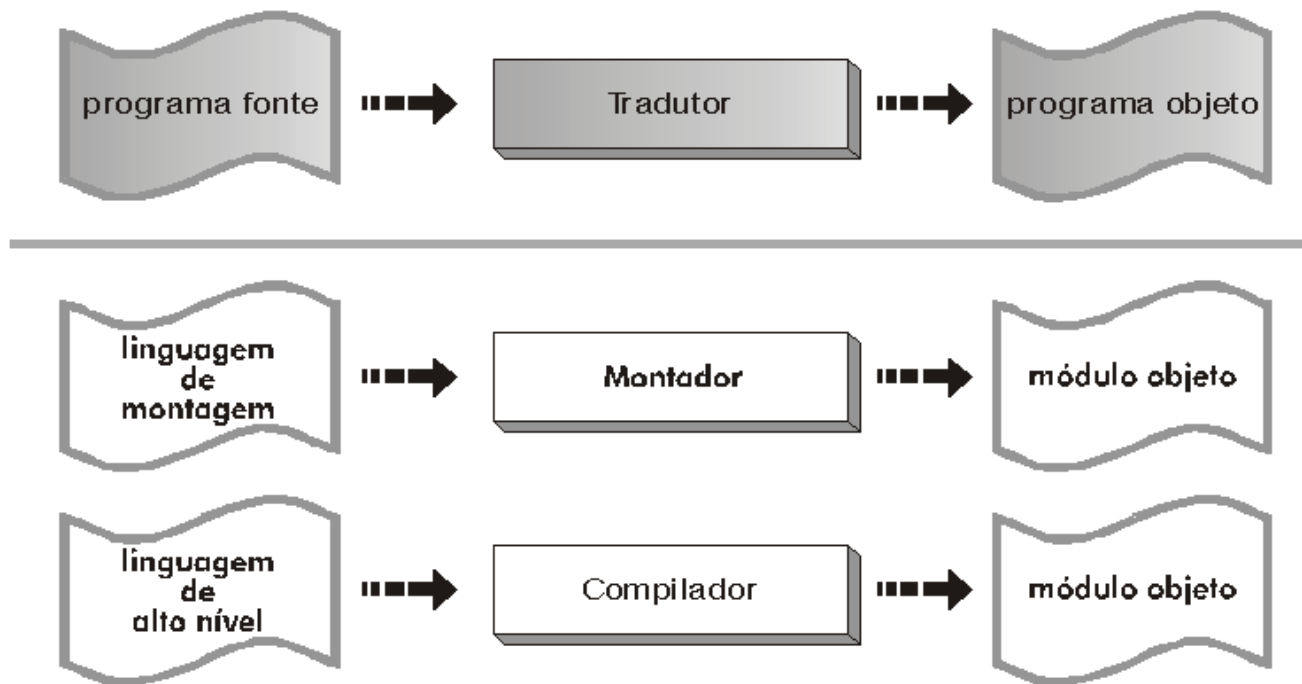 programa fonte
Tradutor
programa objeto
linguagem
de
montagem
Montador
módulo objeto
linguagem
de
alto nível
Compilador
módulo objeto